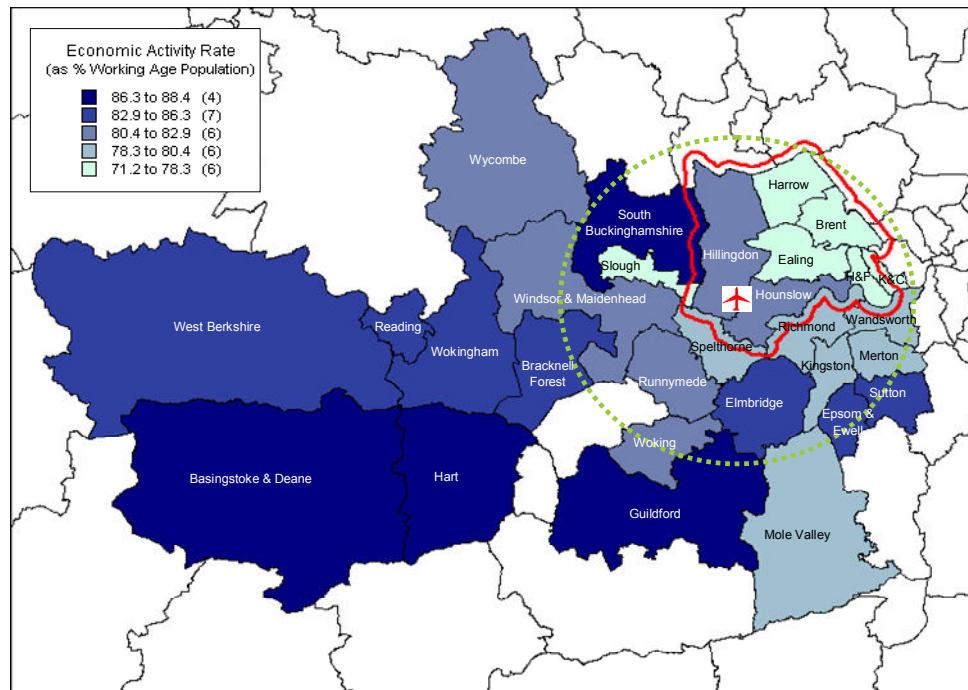 Economic Activity Rate
(as % Working Age Population)
86.3 to 88.4 (4)
82.9 to 86.3 (7)
80.4 to 82.9 (6)
78.3 to 80.4 (6)
71.2 to 78.3 (6)
Wycombe
Harrow
South
Buckinghamshire
Brent
Hillingdon
Slough
Ealing
H&F
K&C
Windsor & Maidenhead
Hounslow
West Berkshire
Reading
Richmond
Wandsworth
Wokingham
Spelthorne
Merton
Bracknell
Forest
Kingston
Runnymede
Elmbridge
Sutton
Epsom &
Ewell
Woking
Basingstoke & Deane
Hart
Guildford
Mole Valley